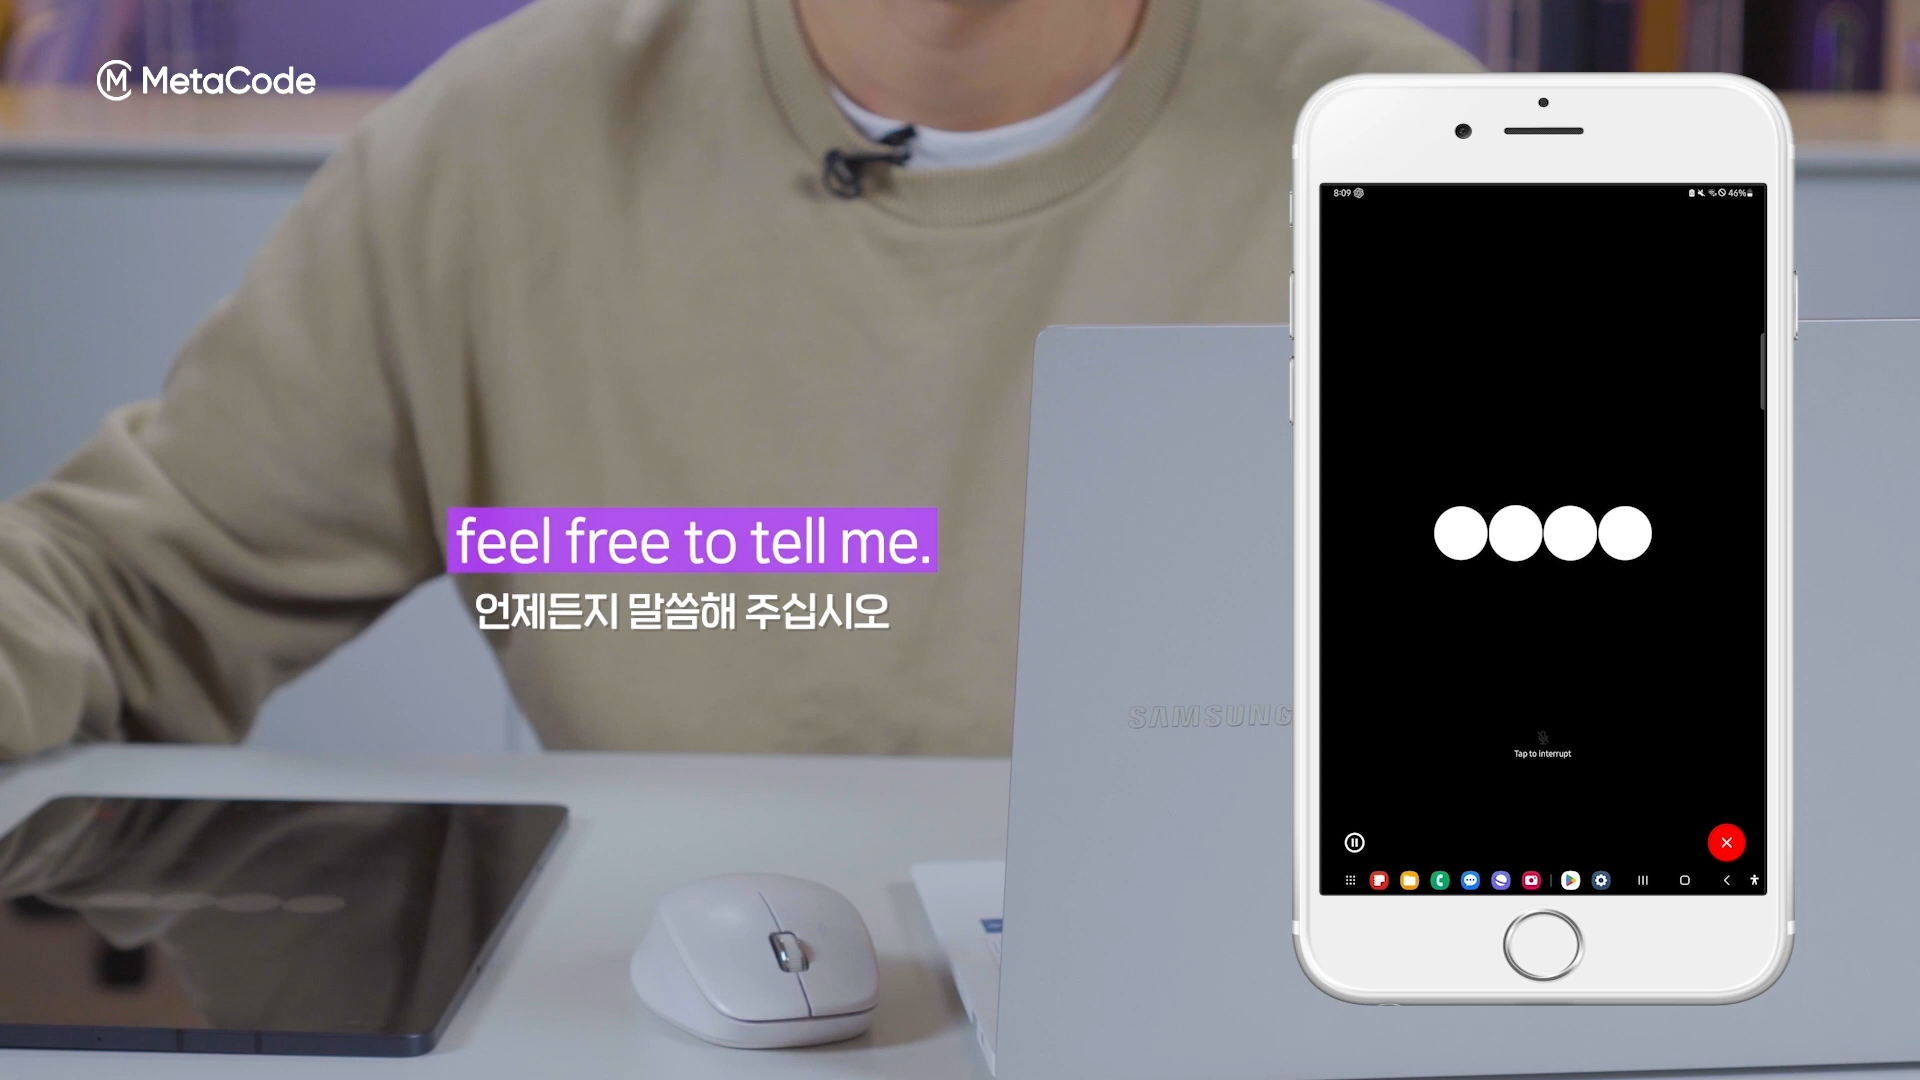 MetaCode
feel free to tell me.
언제든지 말씀해 주십시오
SAMSUNG
8:09
46%
Tap to interrupt